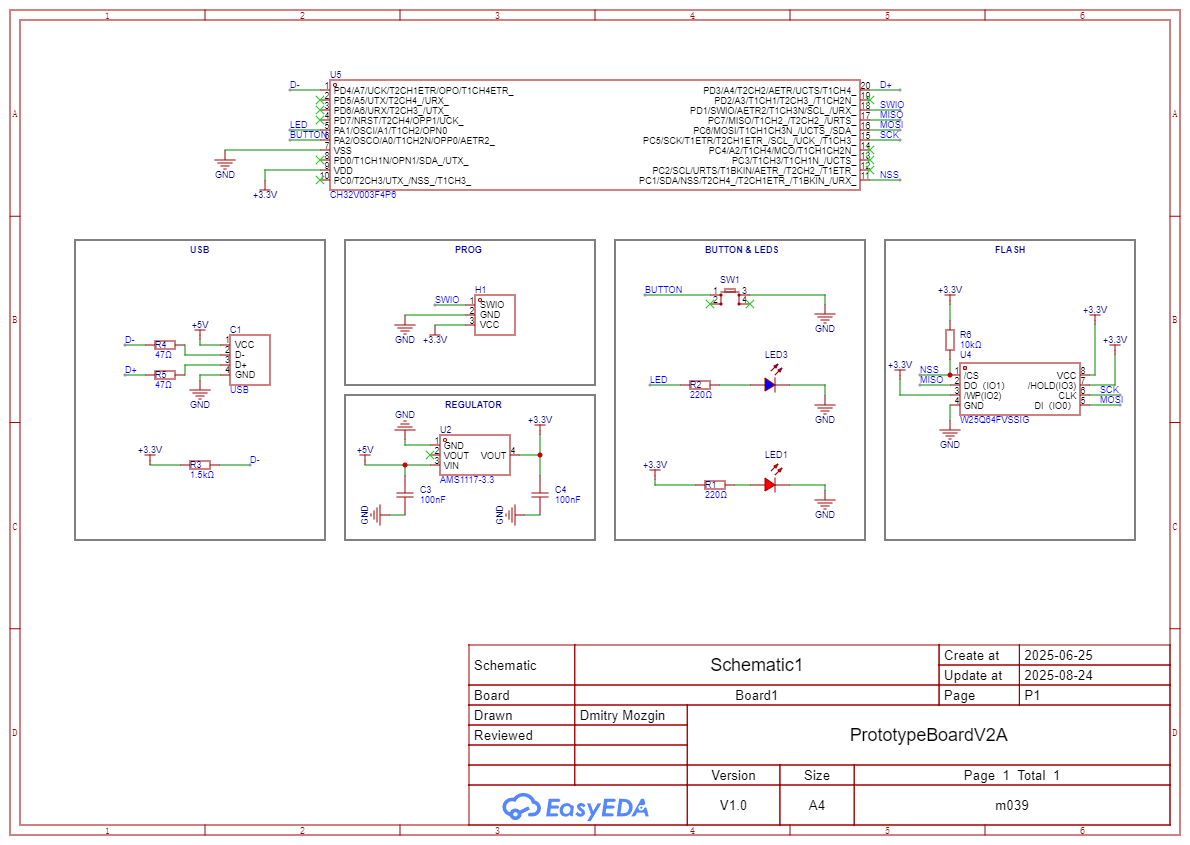 1 2 3 4 5 6
A
B
C
D
U5
D-
LED
BUTTON
GND
+3.3V
1 PD4/A7/UCK/T2CH1ETR/OPO/T1CH4ETR_
2 PD5/A5/UTX/T2CH4_/URX_
3 PD6/A6/URX/T2CH3_/UTX_
4 PD7/NRST/T2CH4/OPP1/UCK_
5 PA1/OSCI/A1/T1CH2/OPN0
6 PA2/OSCO/A0/T1CH2N/OPP0/AETR2_
7 VSS
8 PD0/T1CH1N/OPN1/SDA_/UTX_
9 VDD
10 PC0/T2CH3/UTX_/NSS_/T1CH3_
PD3/A4/T2CH2/AETR/UCTS/T1CH4_ 20 D+
PD2/A3/T1CH1/T2CH3_/T1CH2N_ 19
PD1/SWIO/AETR2/T1CH3N/SCL_/URX_ 18 SWIO
PC7/MISO/T1CH2_/T2CH2_/URTS_ 17 MISO
PC6/MOSI/T1CH1CH3N_/UCTS_/SDA_ 16 MOSI
PC5/SCK/T1ETR/T2CH1ETR_/SCL_/UCK_/T1CH3_ 15 SCK
PC4/A2/T1CH4/MCO/T1CH1CH2N_ 14
PC3/T1CH3/T1CH1N_/UCTS_ 13
PC2/SCL/URTS/T1BKIN/AETR_/T2CH2_/T1ETR_ 12
PC1/SDA/NSS/T2CH4_/T2CH1ETR_/T1BKIN_/URX_ 11 NSS
CH32V003F4P6
USB
+5V
C1
D-
R4
47Ω
D+
R5
47Ω
1 VCC
2 D-
3 D+
4 GND
USB
GND
+3.3V
R3
1.5kΩ
D-
PROG
H1
SWIO
1 SWIO
2 GND
3 VCC
GND
+3.3V
REGULATOR
GND
+3.3V
U2
+5V
1 GND
2 VOUT
3 VIN
VOUT 4
AMS1117-3.3
C3
100nF
C4
100nF
GND
GND
BUTTON & LEDS
SW1
BUTTON
1 3
2 4
GND
LED3
LED
R2
220Ω
GND
LED1
+3.3V
R1
220Ω
GND
FLASH
+3.3V
+3.3V
+3.3V
R6
10kΩ
U4
+3.3V
NSS
MISO
1 /CS
2 DO (IO1)
3 /WP(IO2)
4 GND
VCC 8
/HOLD(IO3) 7
CLK 6 SCK
DI (IO0) 5 MOSI
W25Q64FVSSIG
GND
Schematic Schematic1 Create at 2025-06-25
Update at 2025-08-24
Board Board1 Page P1
Drawn Dmitry Mozgin
Reviewed
PrototypeBoardV2A
Version Size Page 1 Total 1
EasyEDA V1.0 A4 m039
A
B
C
D
1 2 3 4 5 6